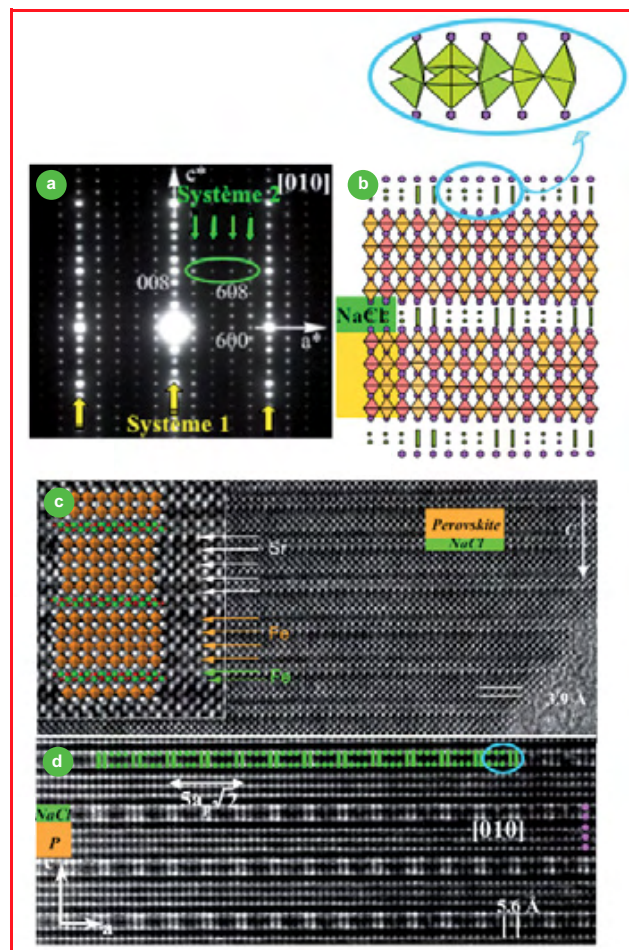 a
c*
[010]
Système 2
008
608
600
a*
Système 1
b
NaCl
c
Perovskite
NaCl
C
Sr
Fe
Fe
3.9 Å
d
5aₚ√2
NaCl
P
[010]
c
a
5.6 Å